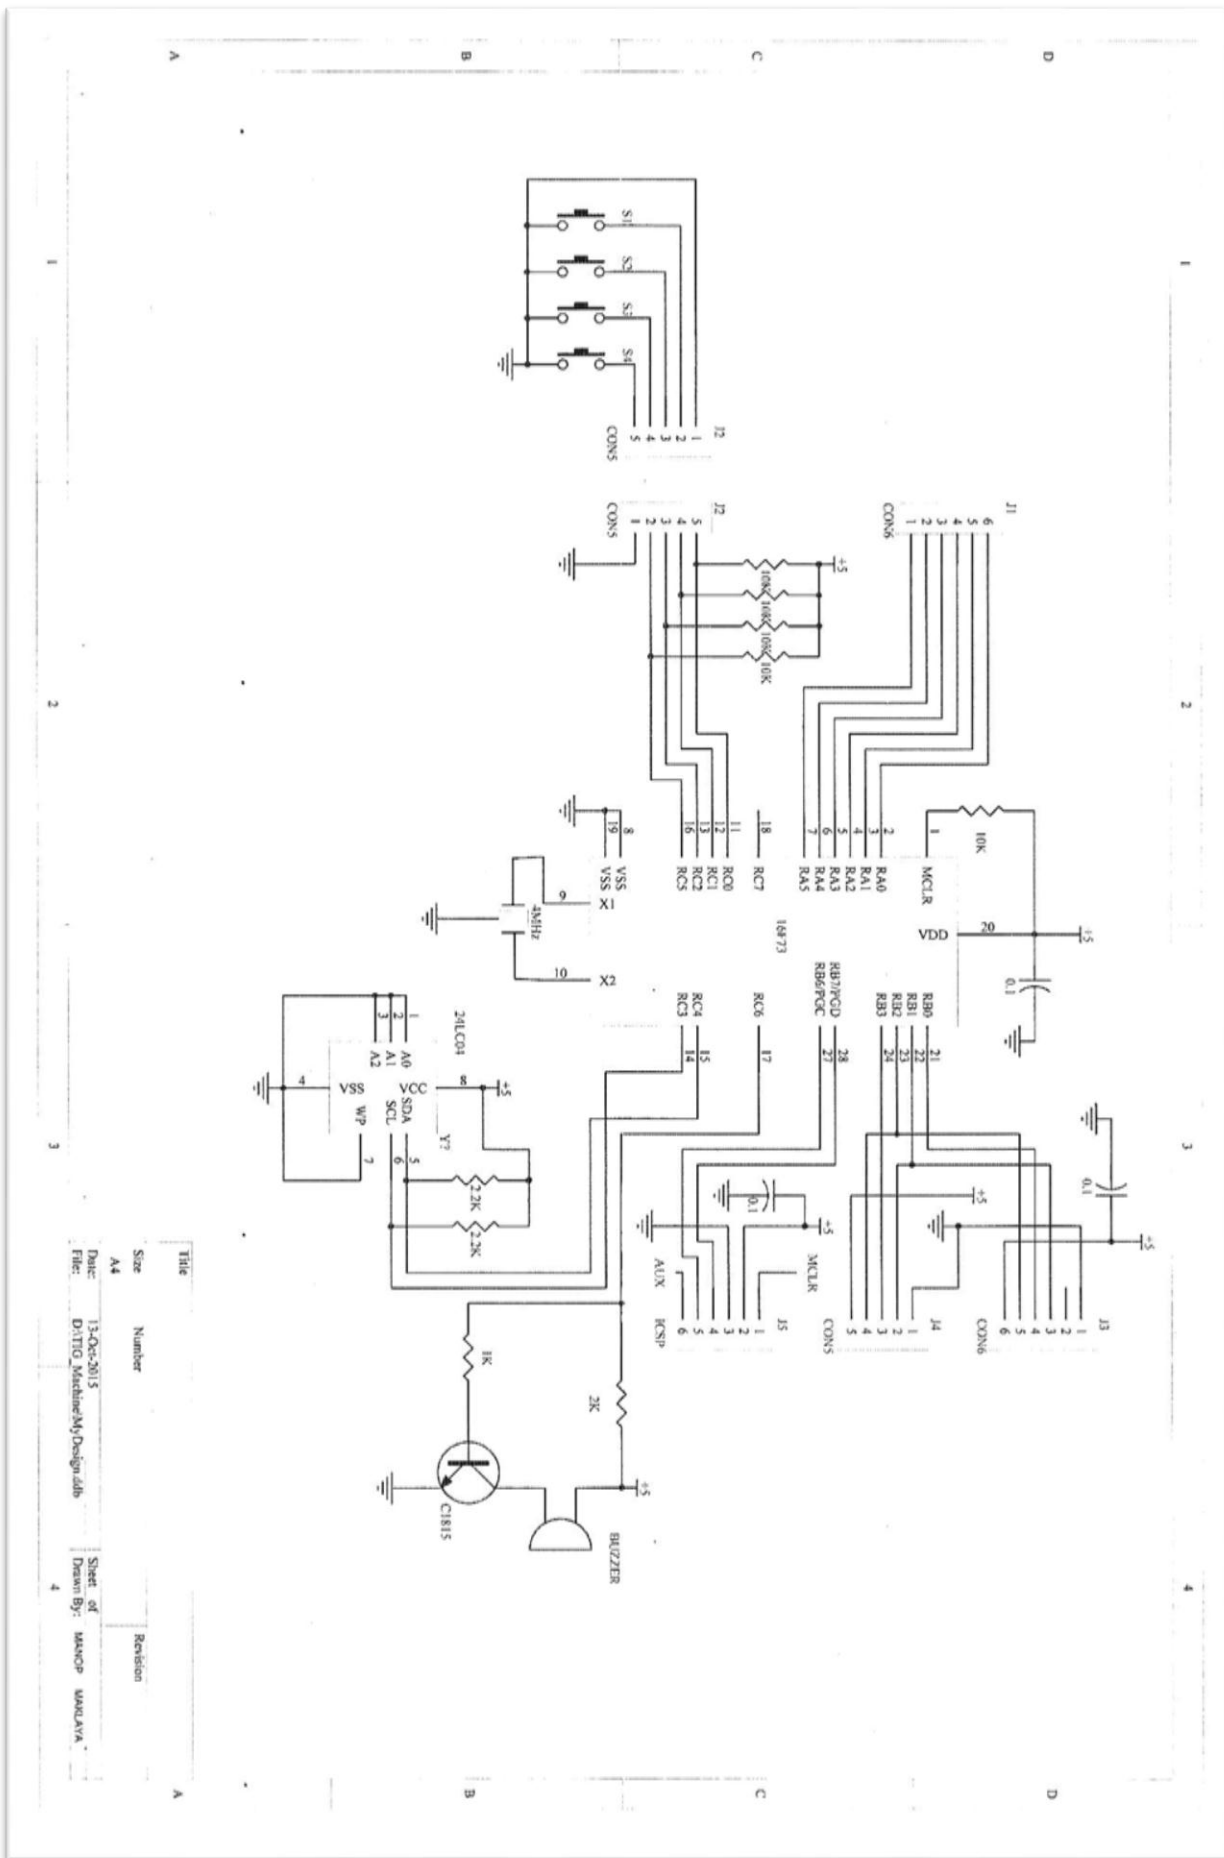 A
B
C
D
1
1
2
2
3
3
4
4
A
B
C
D
J1
CON6
6
5
4
3
2
1
J2
CON5
1
2
3
4
5
S1
S2
S3
S4
J2
CON5
5
4
3
2
1
+5
10K
10K
10K
10K
10K
+5
0.1
1
MCLR
VDD
20
2
RA0
3
RA1
4
RA2
5
RA3
6
RA4
7
RA5
18
RC7
11
RC0
12
RC1
13
RC2
16
RC5
8
VSS
19
VSS
16F73
RB0
21
RB1
22
RB2
23
RB3
24
RB7/PGD
28
RB6/PGC
27
RC6
17
RC4
15
RC3
14
9
X1
10
X2
4MHz
24LC04
1
A0
2
A1
3
A2
VSS
4
VCC
8
+5
SDA
5
SCL
6
WP
7
Y?
2.2K
2.2K
0.1
+5
J3
CON6
1
2
3
4
5
6
+5
J4
CON5
1
2
3
4
5
0.1
+5
MCLR
AUX
J5
ICSP
1
2
3
4
5
6
1K
2K
+5
C1815
BUZZER
Title
Size
Number
Revision
A4
Date:
13-Oct-2015
Sheet of
File:
D:\TIG_Machine\MyDesign.ddb
Drawn By:
MANOP MAKLAYA